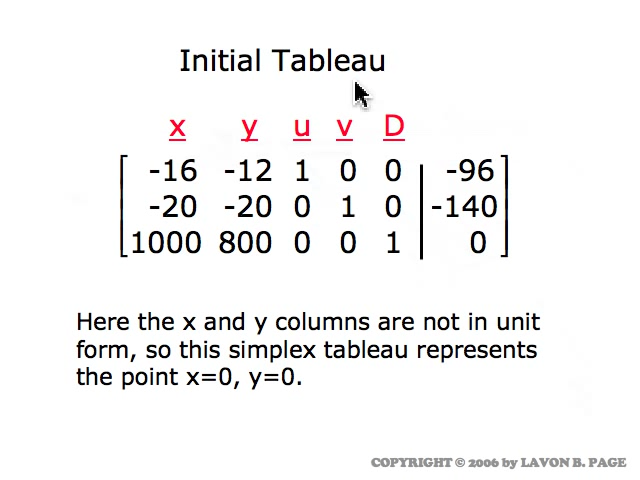 Initial Tableau
x y u v D
-16 -12 1 0 0 -96
-20 -20 0 1 0 -140
1000 800 0 0 1 0
Here the x and y columns are not in unit
form, so this simplex tableau represents
the point x=0, y=0.
COPYRIGHT © 2006 by LAVON B. PAGE